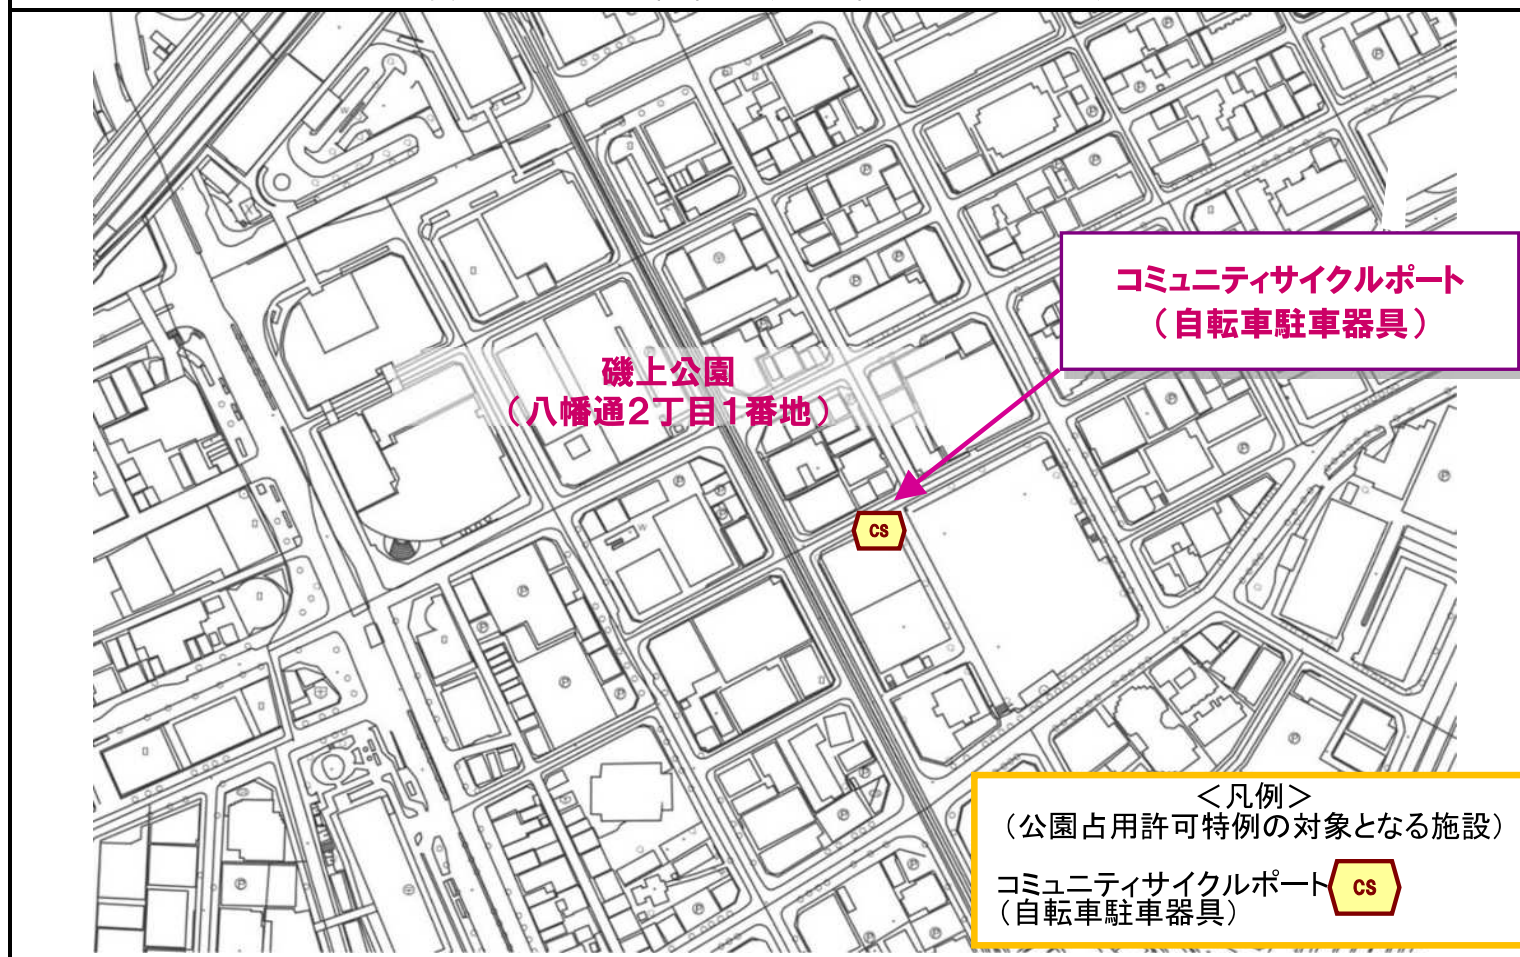 コミュニティサイクルポート
（自転車駐車器具）
磯上公園
（八幡通２丁目１番地）
CS
＜凡例＞
（公園占用許可特例の対象となる施設）
コミュニティサイクルポート CS
（自転車駐車器具）